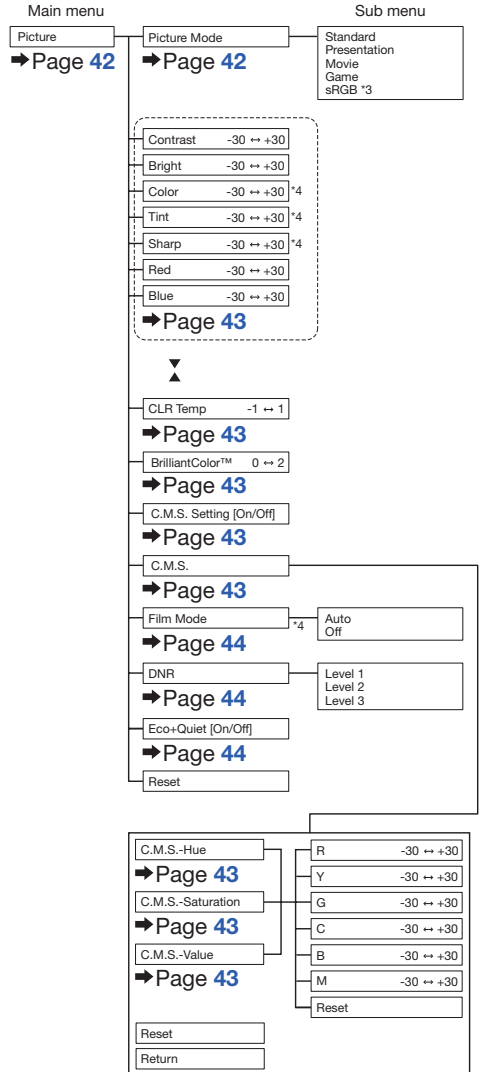 Main menu
Sub menu
Picture
➡Page 42
Picture Mode
➡Page 42
Standard
Presentation
Movie
Game
sRGB *3
Contrast -30 ↔ +30
Bright -30 ↔ +30
Color -30 ↔ +30 *4
Tint -30 ↔ +30 *4
Sharp -30 ↔ +30 *4
Red -30 ↔ +30
Blue -30 ↔ +30
➡Page 43
CLR Temp -1 ↔ 1
➡Page 43
BrilliantColor™ 0 ↔ 2
➡Page 43
C.M.S. Setting [On/Off]
➡Page 43
C.M.S.
➡Page 43
Film Mode *4
➡Page 44
Auto
Off
DNR
➡Page 44
Level 1
Level 2
Level 3
Eco+Quiet [On/Off]
➡Page 44
Reset
C.M.S.-Hue
➡Page 43
C.M.S.-Saturation
➡Page 43
C.M.S.-Value
➡Page 43
R -30 ↔ +30
Y -30 ↔ +30
G -30 ↔ +30
C -30 ↔ +30
B -30 ↔ +30
M -30 ↔ +30
Reset
Reset
Return